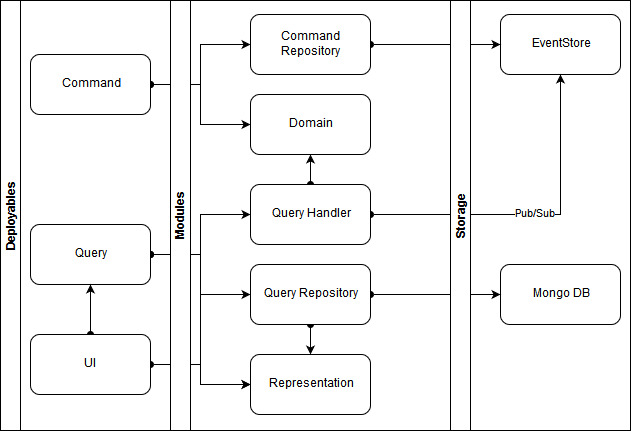 Deployables
Command
Query
UI
Modules
Command
Repository
Domain
Query Handler
Query Repository
Representation
Storage
EventStore
Pub/Sub
Mongo DB